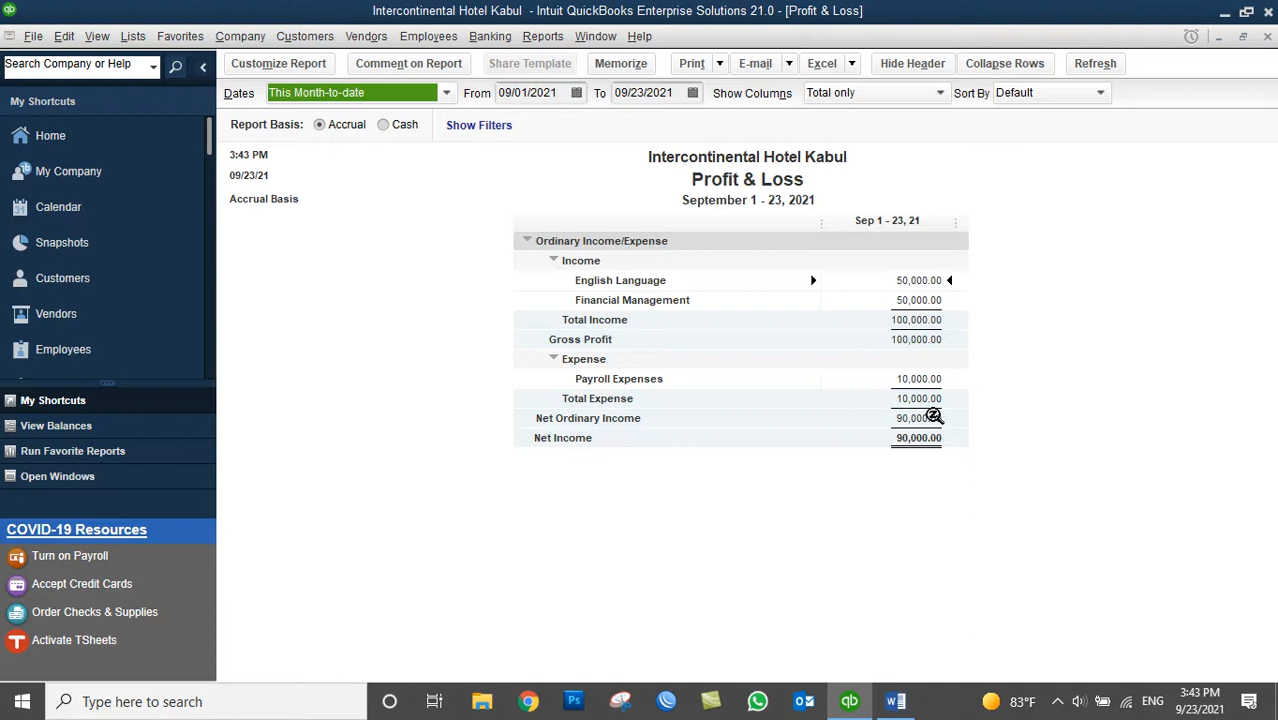 Intercontinental Hotel Kabul - Intuit QuickBooks Enterprise Solutions 21.0 - [Profit & Loss]
File Edit View Lists Favorites Company Customers Vendors Employees Banking Reports Window Help
Search Company or Help
Customize Report Comment on Report Share Template Memorize Print E-mail Excel Hide Header Collapse Rows Refresh
Dates This Month-to-date From 09/01/2021 To 09/23/2021 Show Columns Total only Sort By Default
Report Basis: Accrual Cash Show Filters
My Shortcuts
Home
My Company
Calendar
Snapshots
Customers
Vendors
Employees
My Shortcuts
View Balances
Run Favorite Reports
Open Windows
COVID-19 Resources
Turn on Payroll
Accept Credit Cards
Order Checks & Supplies
Activate TSheets
3:43 PM
09/23/21
Accrual Basis
Intercontinental Hotel Kabul
Profit & Loss
September 1 - 23, 2021
Sep 1 - 23, 21
Ordinary Income/Expense
Income
English Language 50,000.00
Financial Management 50,000.00
Total Income 100,000.00
Gross Profit 100,000.00
Expense
Payroll Expenses 10,000.00
Total Expense 10,000.00
Net Ordinary Income
Net Income 90,000.00
Type here to search
83°F ENG 3:43 PM
9/23/2021